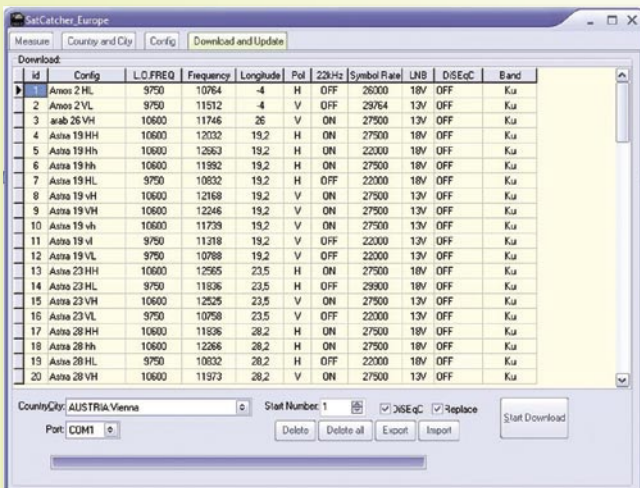 SatCatcher_Europe
Measure Country and City Config Download and Update
Download:
id Config L.O.FREQ Frequency Longitude Pol 22kHz Symbol Rate LNB DiSEqC Band
1 Amos 2 HL 9750 10764 -4 H OFF 26000 18V OFF Ku
2 Amos 2 VL 9750 11512 -4 V OFF 29764 13V OFF Ku
3 arab 26 VH 10600 11746 26 V ON 27500 13V OFF Ku
4 Astra 19 HH 10600 12032 19,2 H ON 27500 18V OFF Ku
5 Astra 19 Hh 10600 12663 19,2 H ON 22000 18V OFF Ku
6 Astra 19 hh 10600 11992 19,2 H ON 27500 18V OFF Ku
7 Astra 19 HL 9750 10832 19,2 H OFF 22000 18V OFF Ku
8 Astra 19 vH 10600 12168 19,2 V ON 27500 13V OFF Ku
9 Astra 19 VH 10600 12246 19,2 V ON 27500 13V OFF Ku
10 Astra 19 vh 10600 11739 19,2 V ON 27500 13V OFF Ku
11 Astra 19 vl 9750 11318 19,2 V OFF 22000 13V OFF Ku
12 Astra 19 VL 9750 10788 19,2 V OFF 22000 13V OFF Ku
13 Astra 23 HH 10600 12565 23,5 H ON 27500 18V OFF Ku
14 Astra 23 HL 9750 11836 23,5 H OFF 29900 18V OFF Ku
15 Astra 23 VH 10600 12525 23,5 V ON 27500 13V OFF Ku
16 Astra 23 VL 9750 10758 23,5 V OFF 22000 13V OFF Ku
17 Astra 28 HH 10600 11836 28,2 H ON 27500 18V OFF Ku
18 Astra 28 hh 10600 12266 28,2 H ON 27500 18V OFF Ku
19 Astra 28 HL 9750 10832 28,2 H OFF 22000 18V OFF Ku
20 Astra 28 VH 10600 11973 28,2 V ON 27500 13V OFF Ku
CountryCity: AUSTRIA:Vienna Start Number: 1 DiSEqC Replace Start Download
Port: COM1 Delete Delete all Export Import